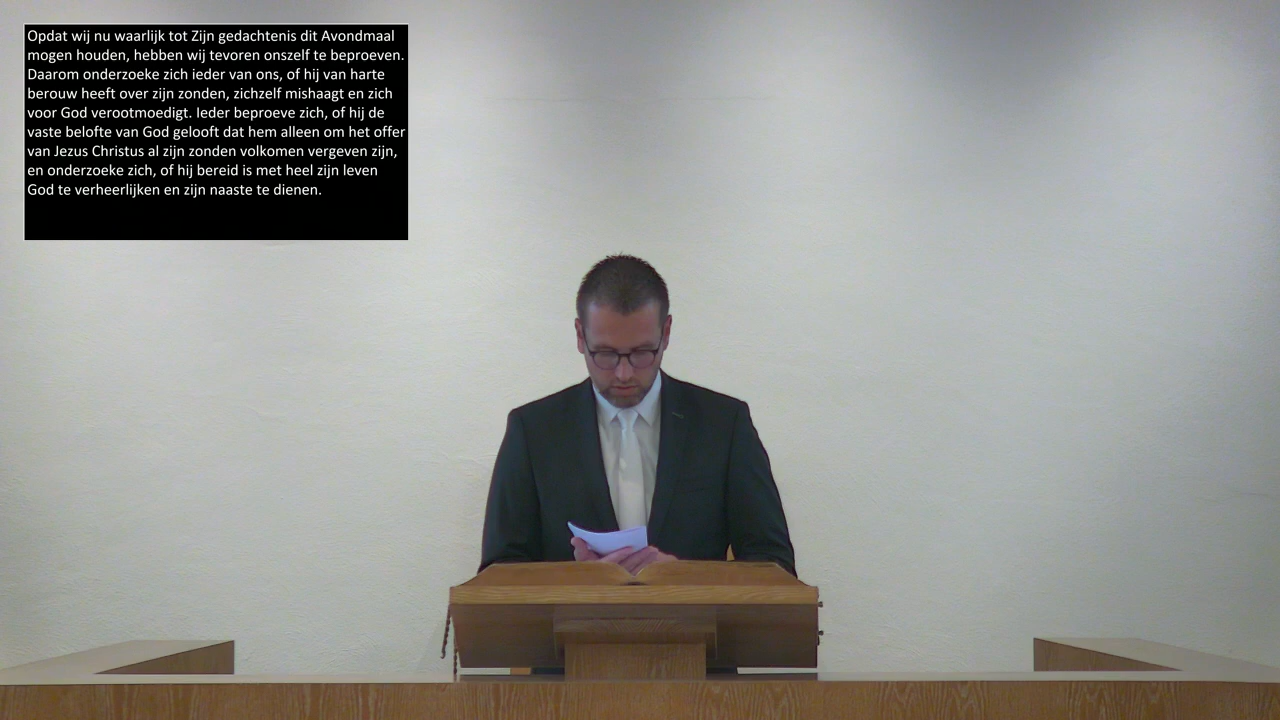 Opdat wij nu waarlijk tot Zijn gedachtenis dit Avondmaal
mogen houden, hebben wij tevoren onszelf te beproeven.
Daarom onderzoeke zich ieder van ons, of hij van harte
berouw heeft over zijn zonden, zichzelf mishaagt en zich
voor God verootmoedigt. Ieder beproeve zich, of hij de
vaste belofte van God gelooft dat hem alleen om het offer
van Jezus Christus al zijn zonden volkomen vergeven zijn,
en onderzoeke zich, of hij bereid is met heel zijn leven
God te verheerlijken en zijn naaste te dienen.